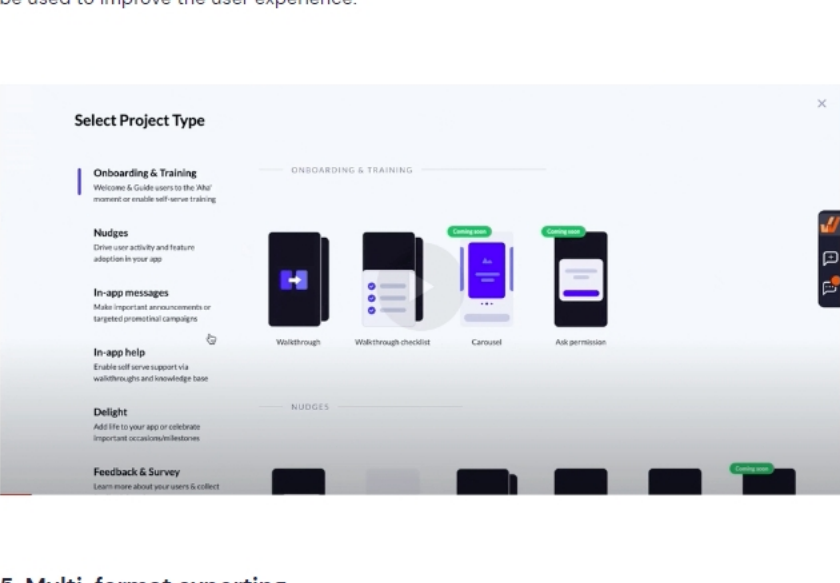 be used to improve the user experience.
Select Project Type
Onboarding & Training
Welcome & Guide users to the 'Aha'
moment or enable self-serve training
Nudges
Drive user activity and feature
adoption in your app
In-app messages
Make important announcements or
targeted promotinal campaigns
In-app help
Enable self serve support via
walkthroughs and knowledge base
Delight
Add life to your app or celebrate
important occasions/milestones
Feedback & Survey
Learn more about your users & collect
ONBOARDING & TRAINING
Coming soon
Coming soon
Walkthrough
Walkthrough checklist
Carousel
Ask permission
NUDGES
Coming soon
5. Multi-format exporting